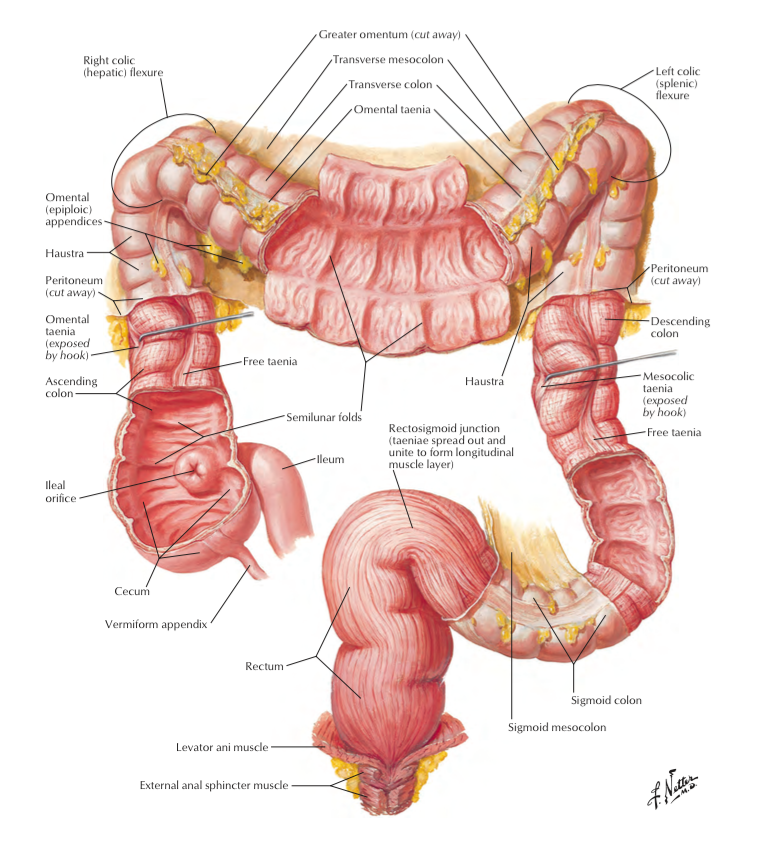 Greater omentum (cut away)
Transverse mesocolon
Transverse colon
Omental taenia
Right colic
(hepatic) flexure
Left colic
(splenic)
flexure
Omental
(epiploic)
appendices
Haustra
Peritoneum
(cut away)
Omental
taenia
(exposed
by hook)
Ascending
colon
Free taenia
Semilunar folds
Ileum
Ileal
orifice
Cecum
Vermiform appendix
Peritoneum
(cut away)
Descending
colon
Haustra
Mesocolic
taenia
(exposed
by hook)
Free taenia
Rectosigmoid junction
(taeniae spread out and
unite to form longitudinal
muscle layer)
Rectum
Sigmoid colon
Sigmoid mesocolon
Levator ani muscle
External anal sphincter muscle
F. Netter
M.D.